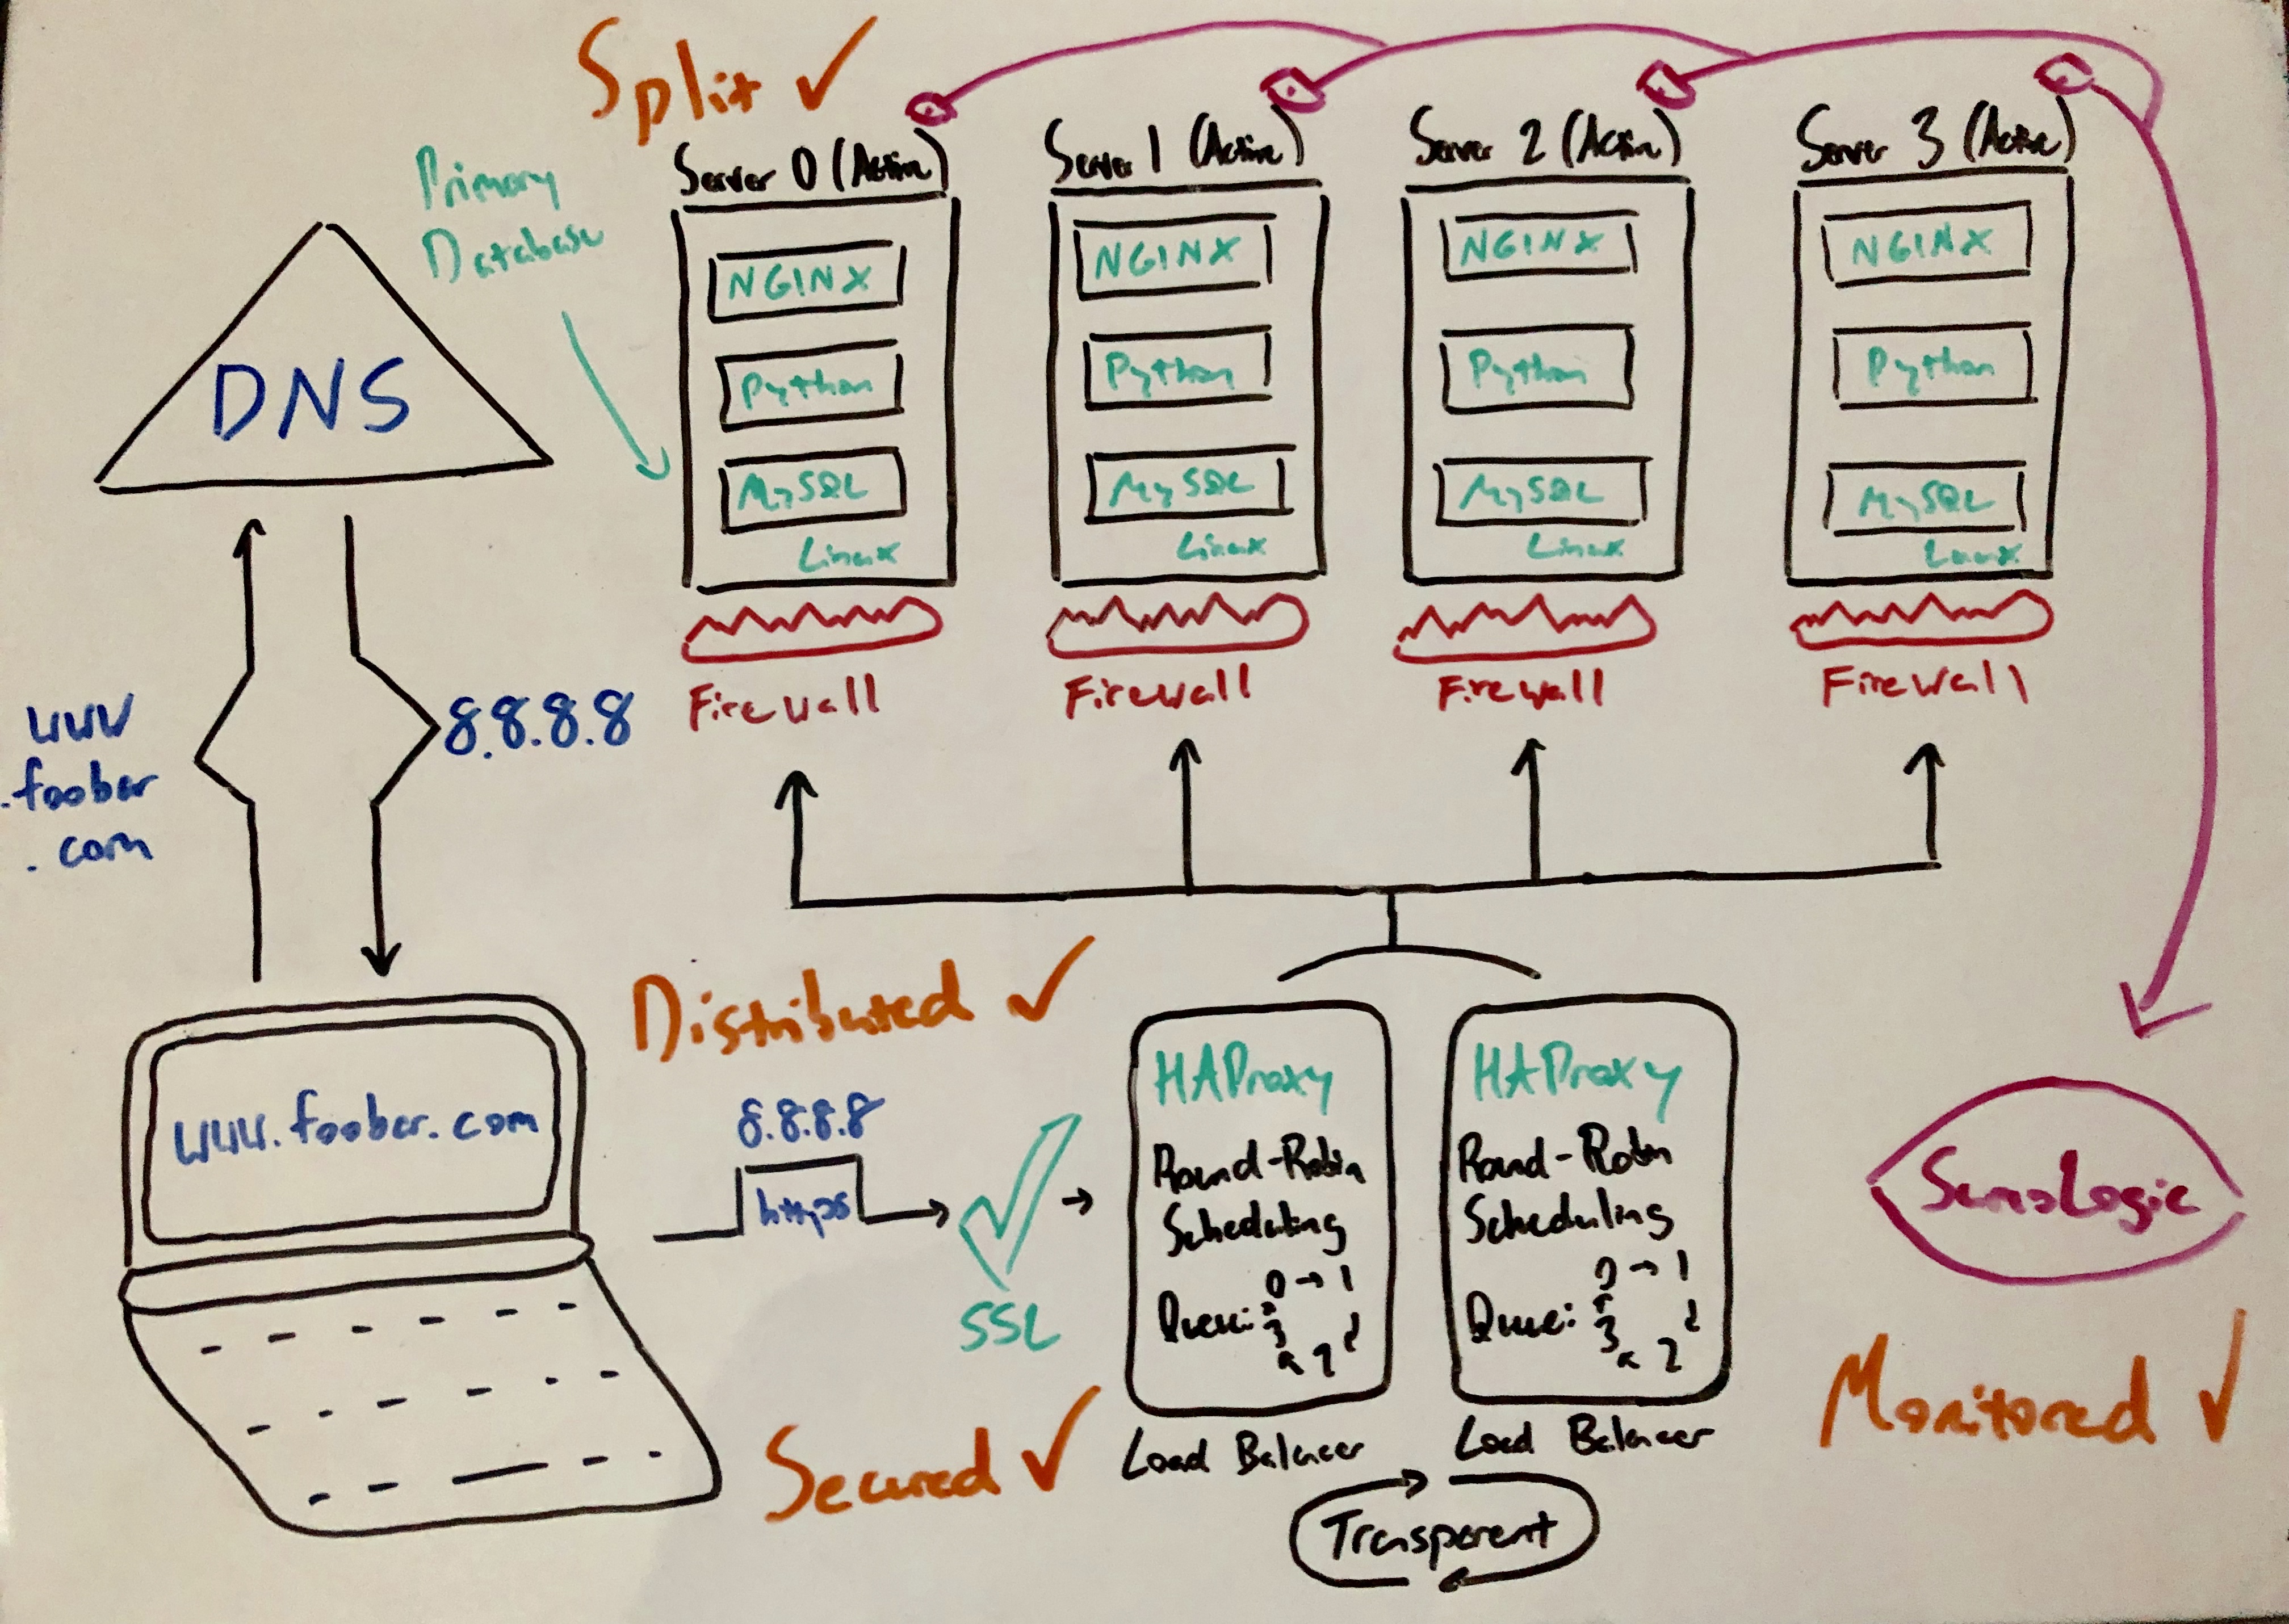 Split ✓
Primary
Database
Server 0 (Active)
NGINX
Python
MySQL
Linux
Firewall
Server 1 (Active)
NGINX
Python
MySQL
Linux
Firewall
Server 2 (Active)
NGINX
Python
MySQL
Linux
Firewall
Server 3 (Active)
NGINX
Python
MySQL
Linux
Firewall
DNS
www
.foobar
.com
8.8.8.8
www.foobar.com
Distributed ✓
8.8.8.8
https
SSL
Secured ✓
HAProxy
Round-Robin
Scheduling
Queue: 0 → 1
3
2
Load Balancer
HAProxy
Round-Robin
Scheduling
Queue: 0 → 1
3
2
Load Balancer
Transparent
SumoLogic
Monitored ✓